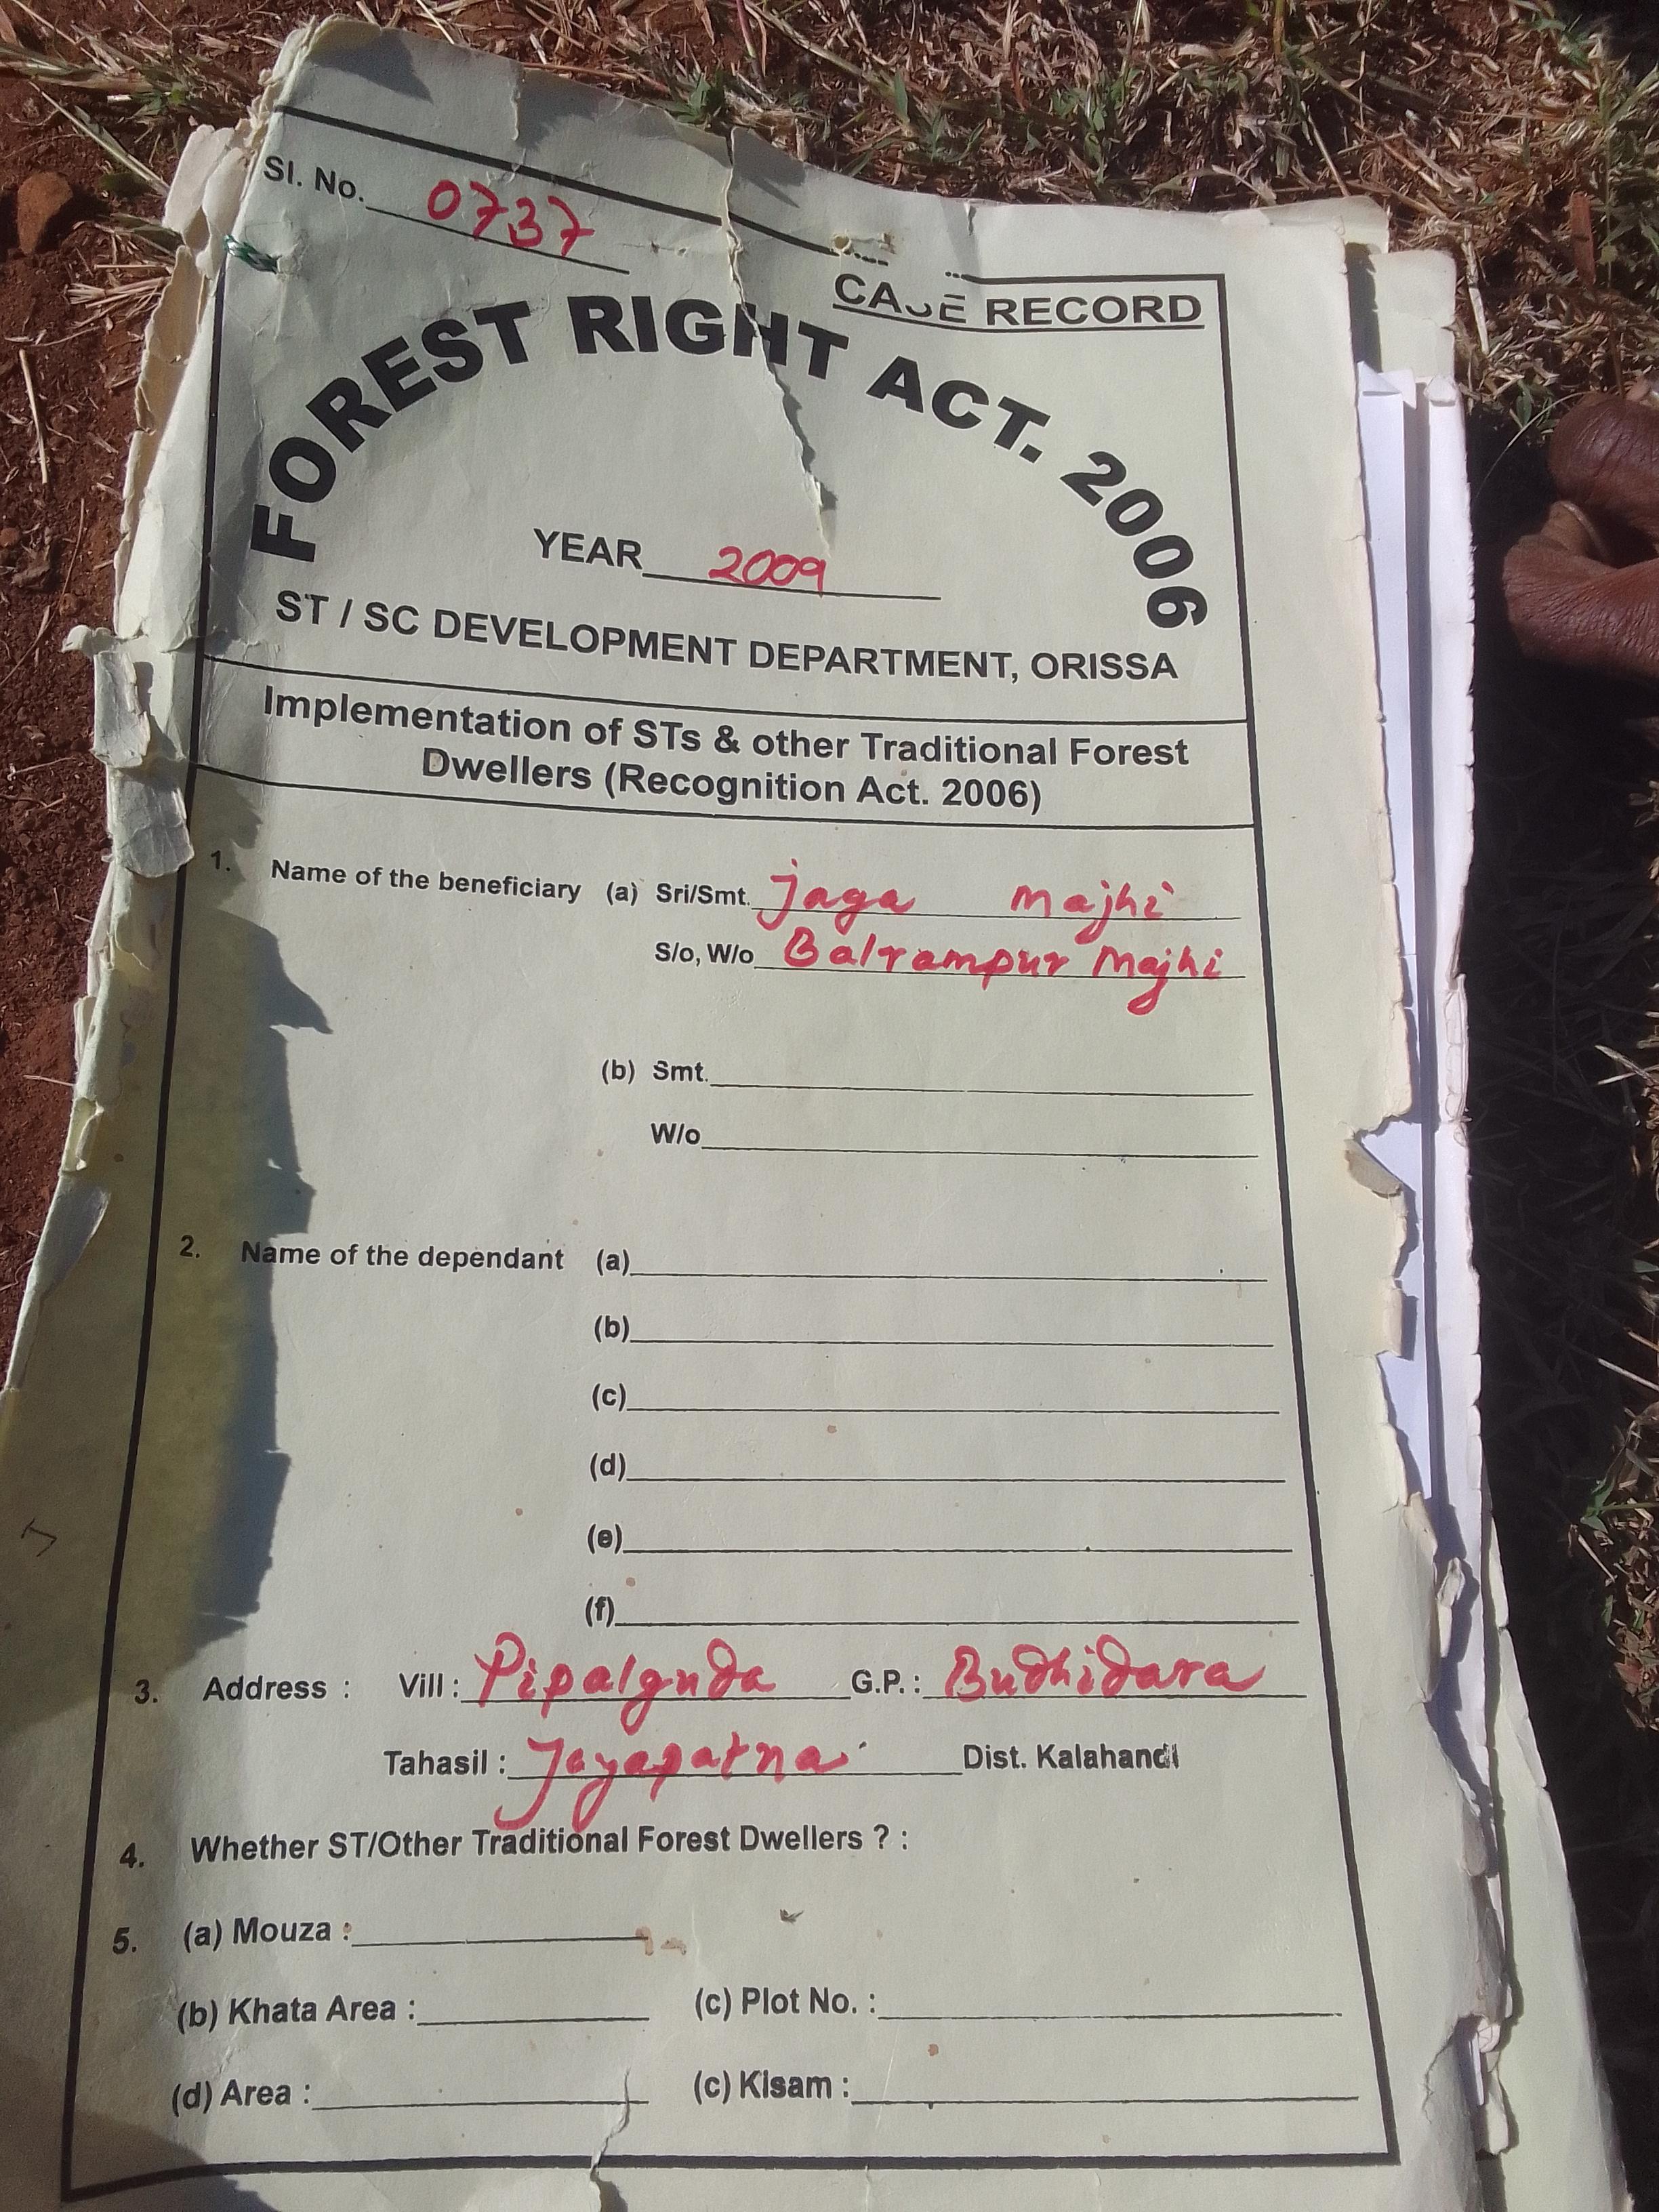 Sl. No. 0737
CASE RECORD
FOREST RIGHT ACT. 2006
YEAR 2009
ST / SC DEVELOPMENT DEPARTMENT, ORISSA
Implementation of STs & other Traditional Forest
Dwellers (Recognition Act. 2006)
1. Name of the beneficiary (a) Sri/Smt. Jaga Majhi
S/o, W/o Balrampur Majhi
(b) Smt.
W/o
2. Name of the dependant (a)
(b)
(c)
(d)
(e)
(f)
3. Address : Vill : Pipalguda G.P. : Budhidara
Tahasil : Jayapatna Dist. Kalahandi
4. Whether ST/Other Traditional Forest Dwellers ? :
5. (a) Mouza :
(b) Khata Area : (c) Plot No. :
(d) Area : (c) Kisam :